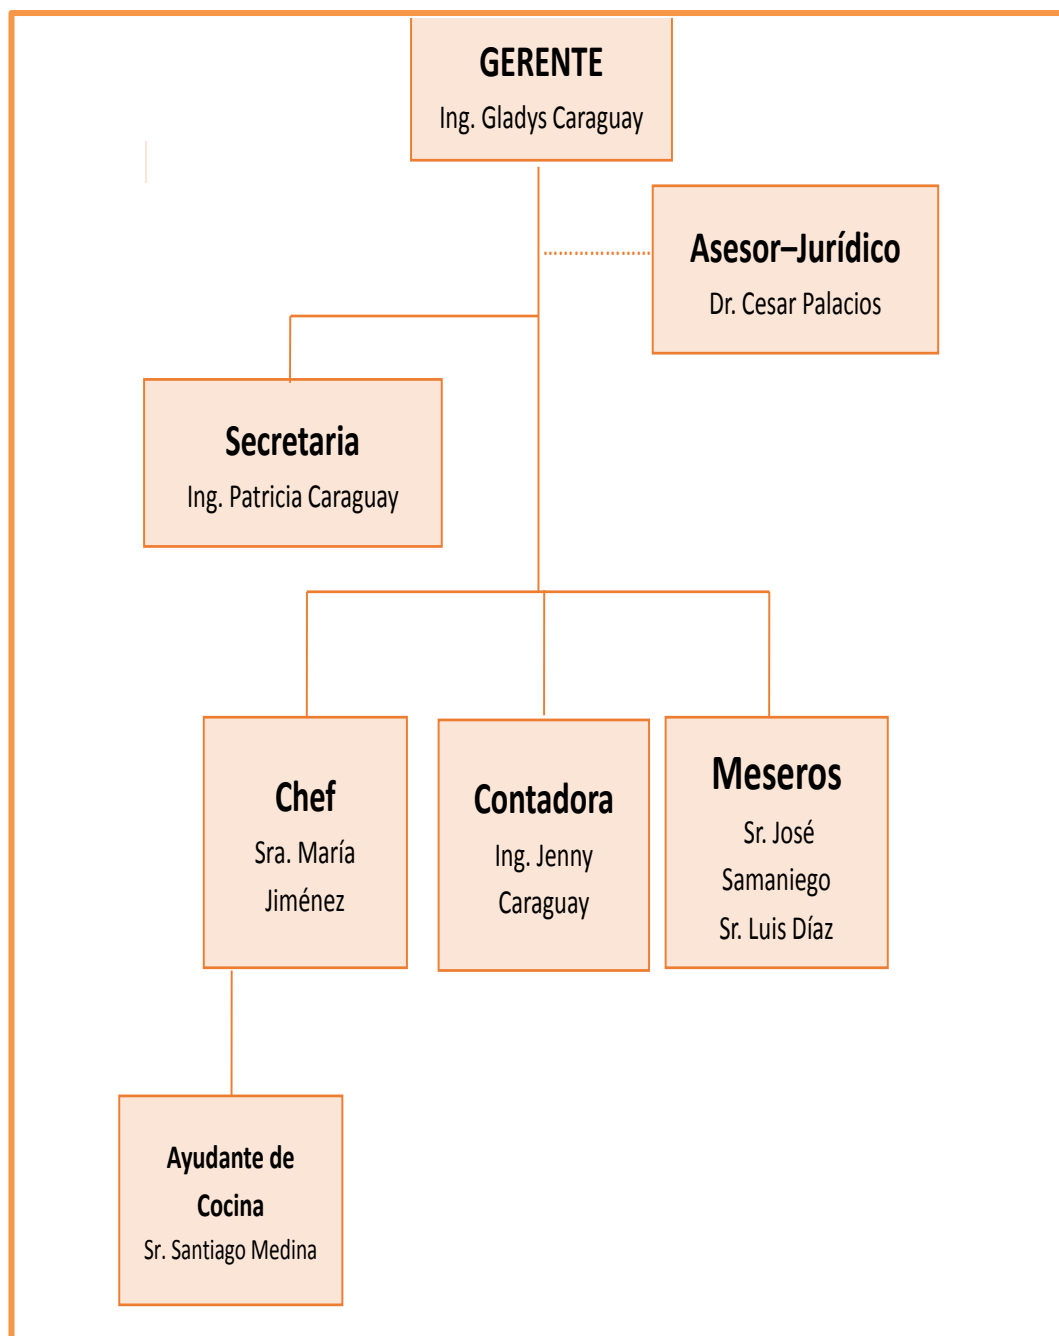 GERENTE
Ing. Gladys Caraguay
Asesor–Jurídico
Dr. Cesar Palacios
Secretaria
Ing. Patricia Caraguay
Chef
Sra. María
Jiménez
Contadora
Ing. Jenny
Caraguay
Meseros
Sr. José
Samaniego
Sr. Luis Díaz
Ayudante de
Cocina
Sr. Santiago Medina